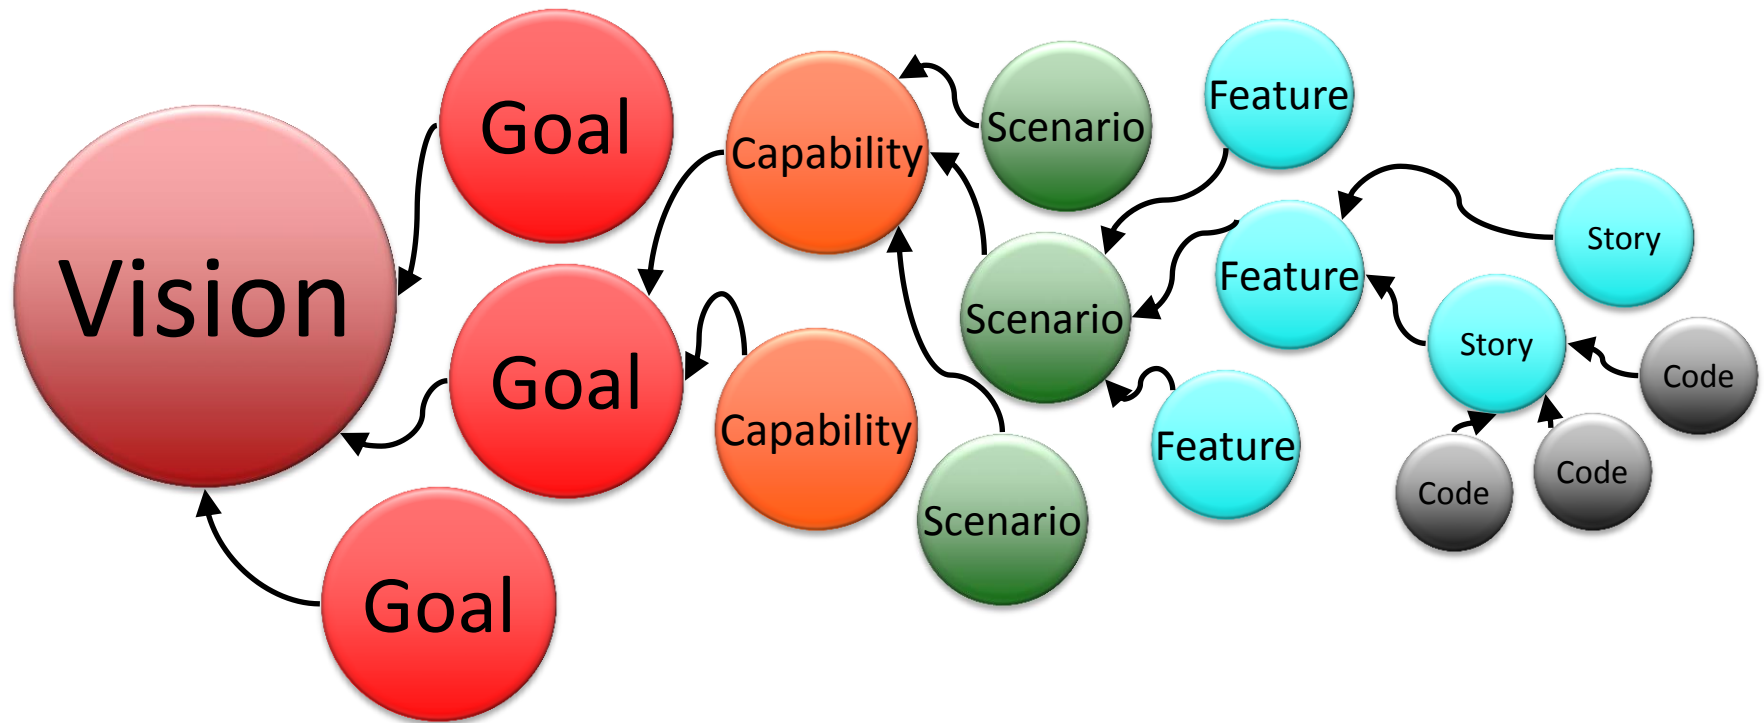 Vision
Goal
Goal
Goal
Capability
Capability
Scenario
Scenario
Scenario
Feature
Feature
Feature
Story
Story
Code
Code
Code